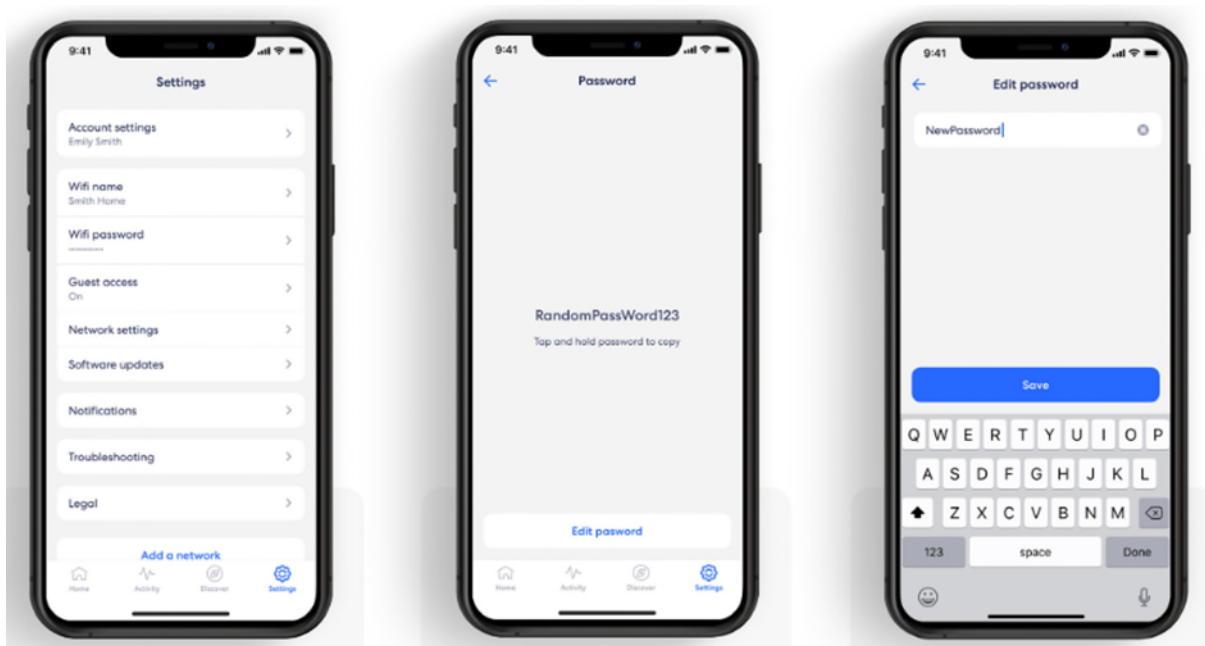 9:41
Settings
Account settings
Emily Smith
Wifi name
Smith Home
Wifi password
Guest access
On
Network settings
Software updates
Notifications
Troubleshooting
Legal
Add a network
Home
Activity
Discover
Settings
9:41
Password
RandomPassWord123
Tap and hold password to copy
Edit pasword
Home
Activity
Discover
Settings
9:41
Edit password
NewPassword
Save
Q W E R T Y U I O P
A S D F G H J K L
Z X C V B N M
123 space Done